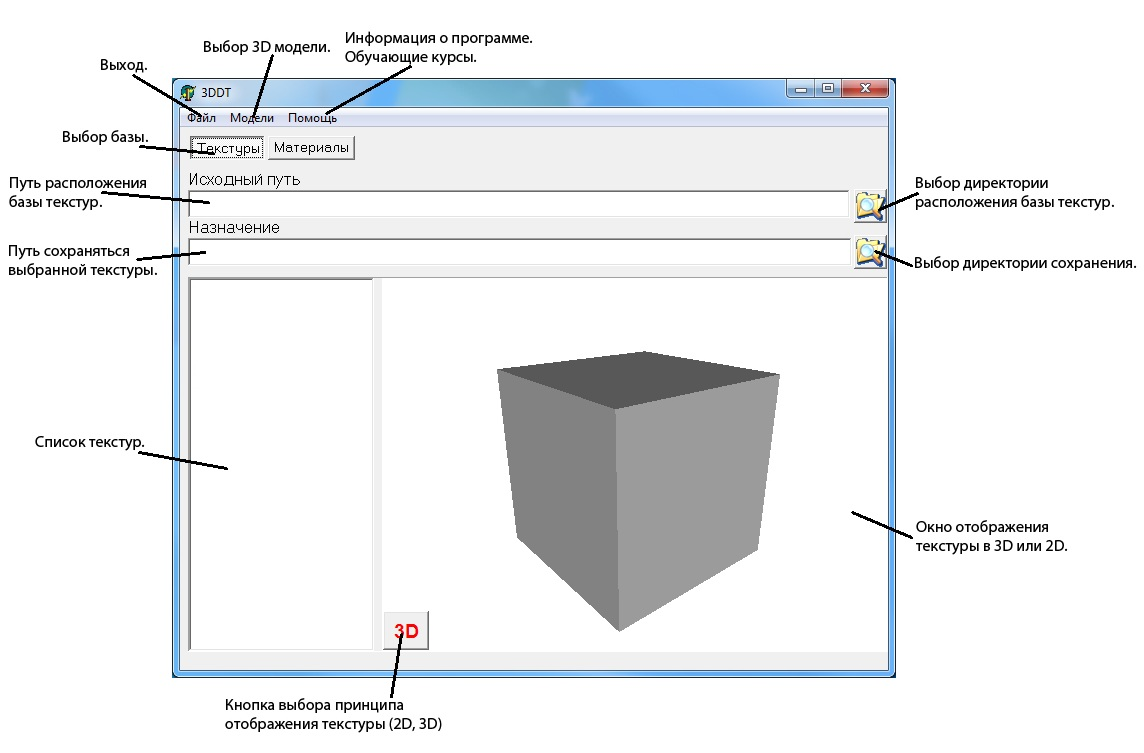 Информация о программе.
Обучающие курсы.
Выбор 3D модели.
Выход.
3DDT
Файл Модели Помощь
Выбор базы.
Текстуры Материалы
Исходный путь
Путь расположения
базы текстур.
Выбор директории
расположения базы текстур.
Назначение
Путь сохраняться
выбранной текстуры.
Выбор директории сохранения.
Список текстур.
Окно отображения
текстуры в 3D или 2D.
3D
Кнопка выбора принципа
отображения текстуры (2D, 3D)